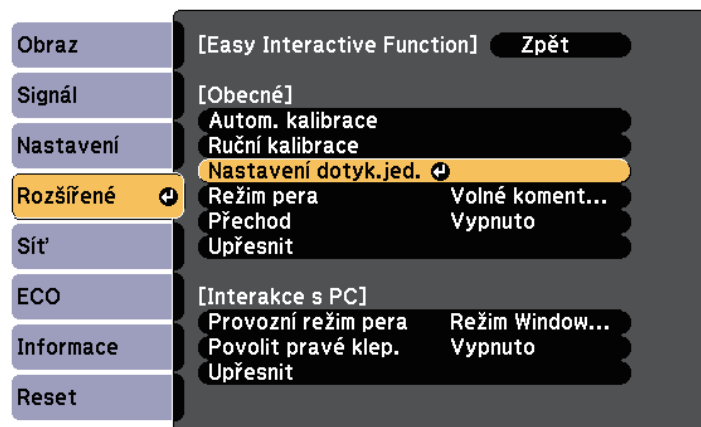 Obraz
Signál
Nastavení
Rozšířené
Síť
ECO
Informace
Reset
[Easy Interactive Function] Zpět
[Obecné]
Autom. kalibrace
Ruční kalibrace
Nastavení dotyk.jed.
Režim pera Volné koment...
Přechod Vypnuto
Upřesnit
[Interakce s PC]
Provozní režim pera Režim Window...
Povolit pravé klep. Vypnuto
Upřesnit